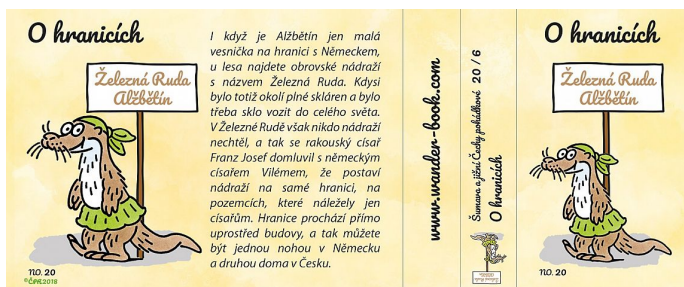 O hranicích
Železná Ruda
Alžbětín
NO. 20
©ČPR.2018
I když je Alžbětín jen malá
vesnička na hranici s Německem,
u lesa najdete obrovské nádraží
s názvem Železná Ruda. Kdysi
bylo totiž okolí plné skláren a bylo
třeba sklo vozit do celého světa.
V Železné Rudě však nikdo nádraží
nechtěl, a tak se rakouský císař
Franz Josef domluvil s německým
císařem Vilémem, že postaví
nádraží na samé hranici, na
pozemcích, které náležely jen
císařům. Hranice prochází přímo
uprostřed budovy, a tak můžete
být jednou nohou v Německu
a druhou doma v Česku.
www.wander-book.com
Šumava a jižní Čechy pohádkové 20 / 6
O hranicích
Železná Ruda
Alžbětín
O hranicích
Železná Ruda
Alžbětín
NO. 20